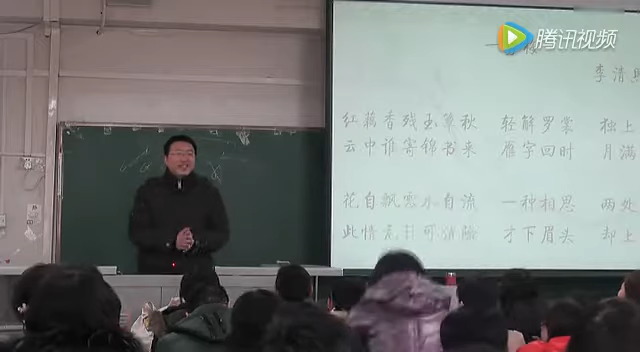 腾讯视频
一
李清
红藕香残玉簟秋 轻解罗裳 独上
云中谁寄锦书来 雁字回时 月满
花自飘零水自流 一种相思 两处
此情无计可消除 才下眉头 却上